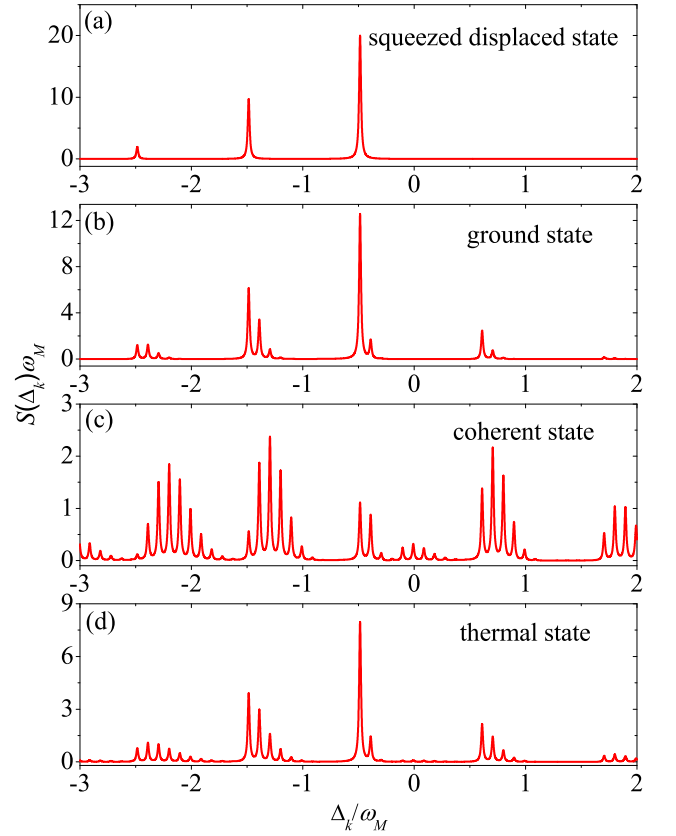 (a)
squeezed displaced state
20
10
0
-3 -2 -1 0 1 2
(b)
ground state
12
8
4
0
-3 -2 -1 0 1 2
S(Δk)ωM
(c)
coherent state
3
2
1
0
-3 -2 -1 0 1 2
(d)
thermal state
9
6
3
0
-3 -2 -1 0 1 2
Δk/ωM